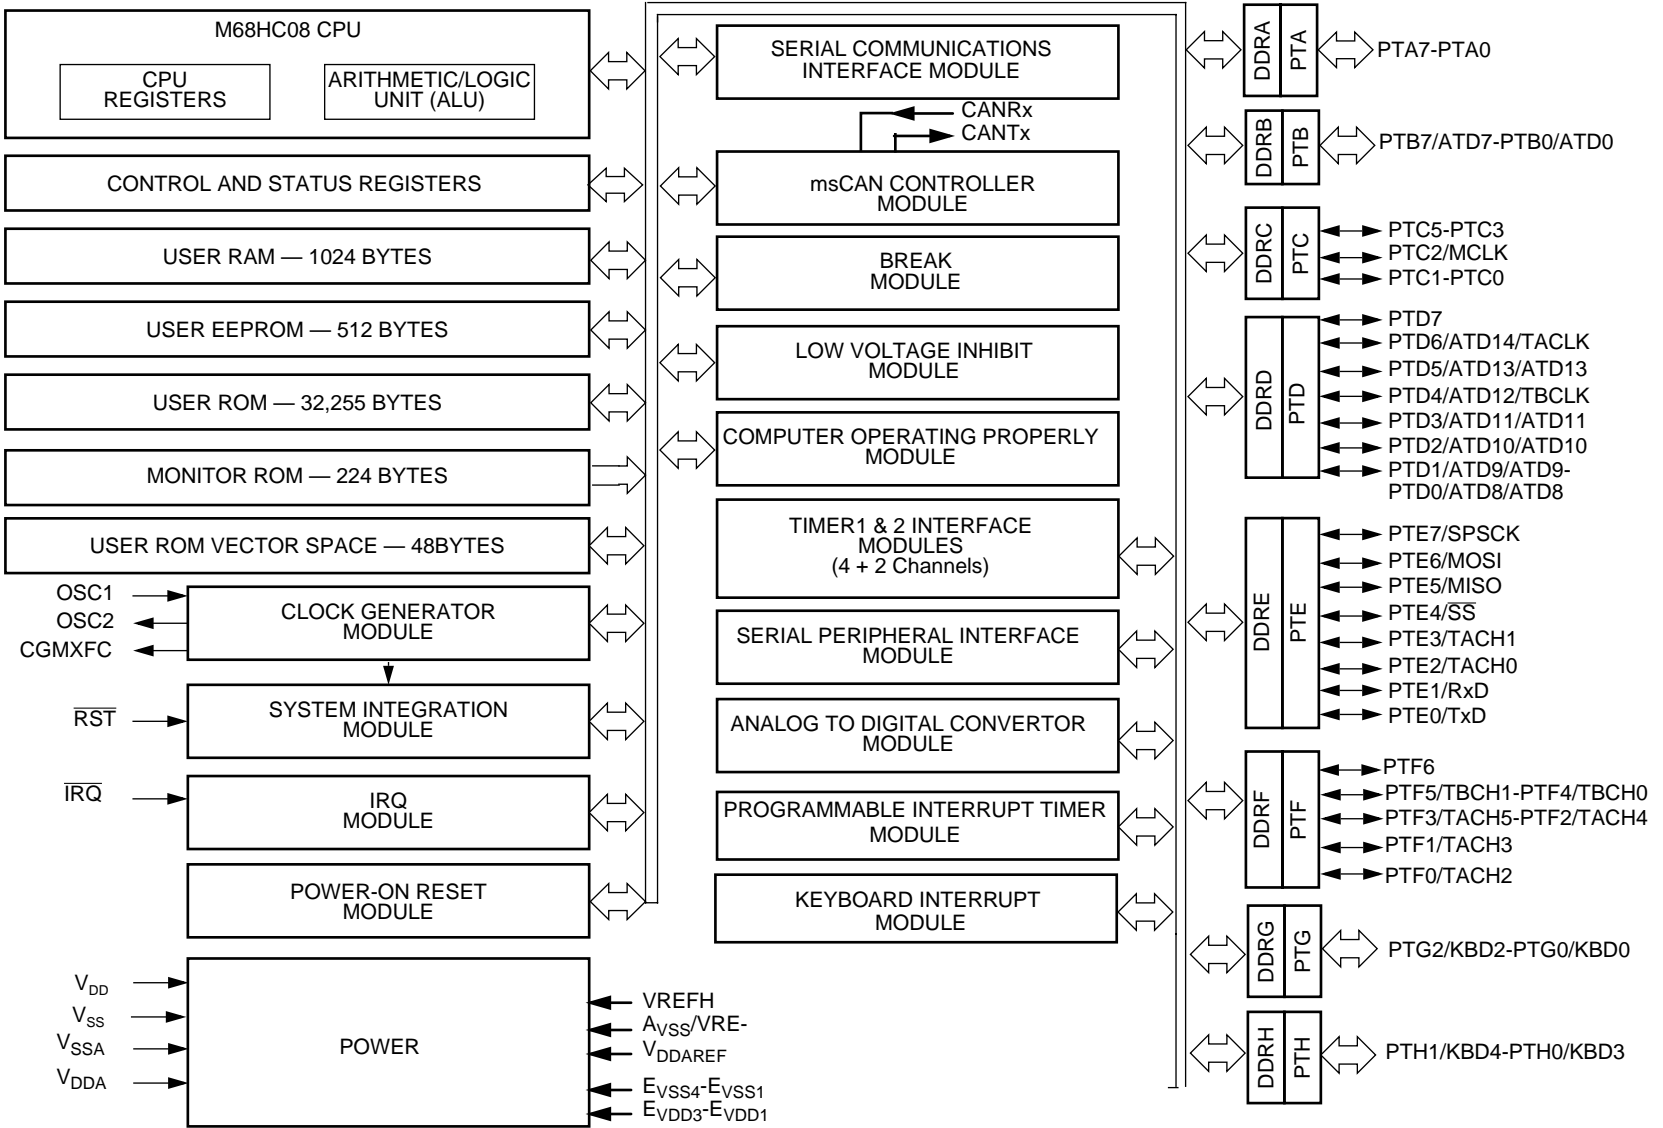 M68HC08 CPU
CPU
REGISTERS
ARITHMETIC/LOGIC
UNIT (ALU)
CONTROL AND STATUS REGISTERS
USER RAM — 1024 BYTES
USER EEPROM — 512 BYTES
USER ROM — 32,255 BYTES
MONITOR ROM — 224 BYTES
USER ROM VECTOR SPACE — 48BYTES
OSC1
OSC2
CGMXFC
CLOCK GENERATOR
MODULE
RST
SYSTEM INTEGRATION
MODULE
IRQ
IRQ
MODULE
POWER-ON RESET
MODULE
VDD
VSS
VSSA
VDDA
POWER
VREFH
AVSS/VRE-
VDDAREF
EVSS4-EVSS1
EVDD3-EVDD1
SERIAL COMMUNICATIONS
INTERFACE MODULE
CANRx
CANTx
msCAN CONTROLLER
MODULE
BREAK
MODULE
LOW VOLTAGE INHIBIT
MODULE
COMPUTER OPERATING PROPERLY
MODULE
TIMER1 & 2 INTERFACE
MODULES
(4 + 2 Channels)
SERIAL PERIPHERAL INTERFACE
MODULE
ANALOG TO DIGITAL CONVERTOR
MODULE
PROGRAMMABLE INTERRUPT TIMER
MODULE
KEYBOARD INTERRUPT
MODULE
DDRA
PTA
PTA7-PTA0
DDRB
PTB
PTB7/ATD7-PTB0/ATD0
DDRC
PTC
PTC5-PTC3
PTC2/MCLK
PTC1-PTC0
DDRD
PTD
PTD7
PTD6/ATD14/TACLK
PTD5/ATD13/ATD13
PTD4/ATD12/TBCLK
PTD3/ATD11/ATD11
PTD2/ATD10/ATD10
PTD1/ATD9/ATD9-
PTD0/ATD8/ATD8
DDRE
PTE
PTE7/SPSCK
PTE6/MOSI
PTE5/MISO
PTE4/SS
PTE3/TACH1
PTE2/TACH0
PTE1/RxD
PTE0/TxD
DDRF
PTF
PTF6
PTF5/TBCH1-PTF4/TBCH0
PTF3/TACH5-PTF2/TACH4
PTF1/TACH3
PTF0/TACH2
DDRG
PTG
PTG2/KBD2-PTG0/KBD0
DDRH
PTH
PTH1/KBD4-PTH0/KBD3